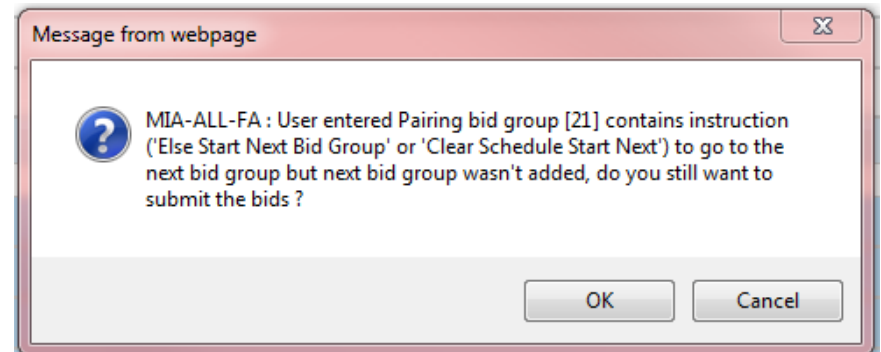 Message from webpage
MIA-ALL-FA : User entered Pairing bid group [21] contains instruction
('Else Start Next Bid Group' or 'Clear Schedule Start Next') to go to the
next bid group but next bid group wasn't added, do you still want to
submit the bids ?
OK
Cancel